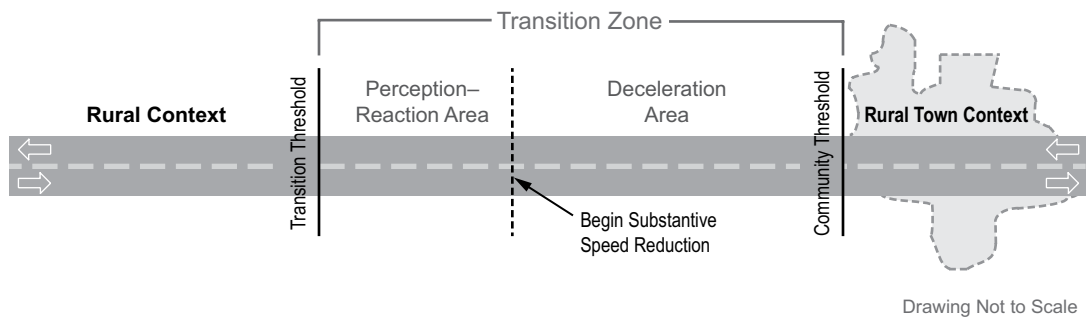 Transition Zone
Rural Context
Transition Threshold
Perception–
Reaction Area
Deceleration
Area
Community Threshold
Rural Town Context
Begin Substantive
Speed Reduction
Drawing Not to Scale